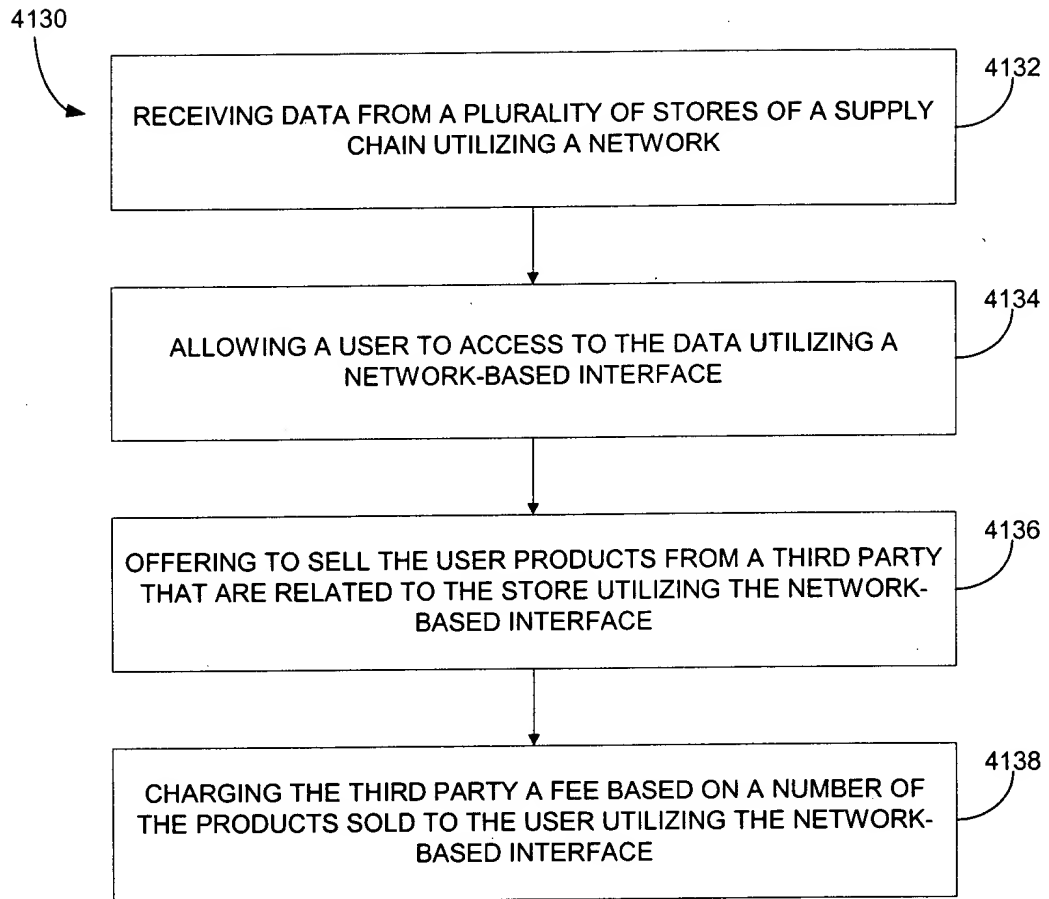 4130
4132
RECEIVING DATA FROM A PLURALITY OF STORES OF A SUPPLY
CHAIN UTILIZING A NETWORK
4134
ALLOWING A USER TO ACCESS TO THE DATA UTILIZING A
NETWORK-BASED INTERFACE
4136
OFFERING TO SELL THE USER PRODUCTS FROM A THIRD PARTY
THAT ARE RELATED TO THE STORE UTILIZING THE NETWORK-
BASED INTERFACE
4138
CHARGING THE THIRD PARTY A FEE BASED ON A NUMBER OF
THE PRODUCTS SOLD TO THE USER UTILIZING THE NETWORK-
BASED INTERFACE